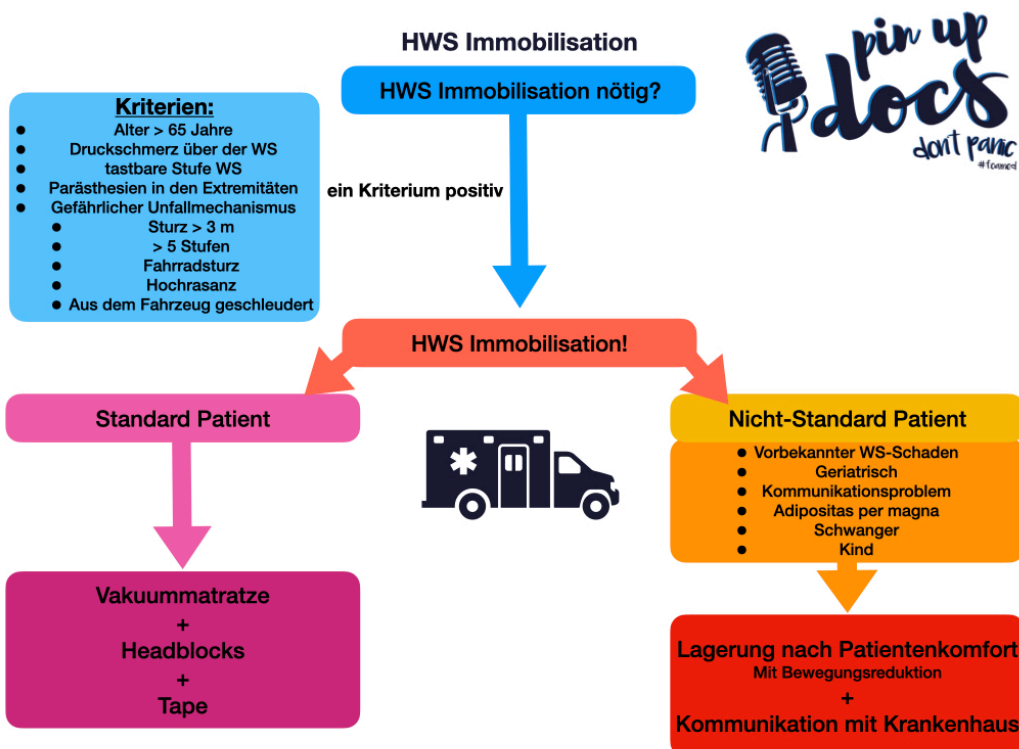 HWS Immobilisation
HWS Immobilisation nötig?
pin up
docs
don't panic
#foamed
Kriterien:
Alter > 65 Jahre
Druckschmerz über der WS
tastbare Stufe WS
Parästhesien in den Extremitäten
Gefährlicher Unfallmechanismus
Sturz > 3 m
> 5 Stufen
Fahrradsturz
Hochrasanz
Aus dem Fahrzeug geschleudert
ein Kriterium positiv
HWS Immobilisation!
Standard Patient
Vakuummatratze
+
Headblocks
+
Tape
Nicht-Standard Patient
Vorbekannter WS-Schaden
Geriatrisch
Kommunikationsproblem
Adipositas per magna
Schwanger
Kind
Lagerung nach Patientenkomfort
Mit Bewegungsreduktion
+
Kommunikation mit Krankenhaus